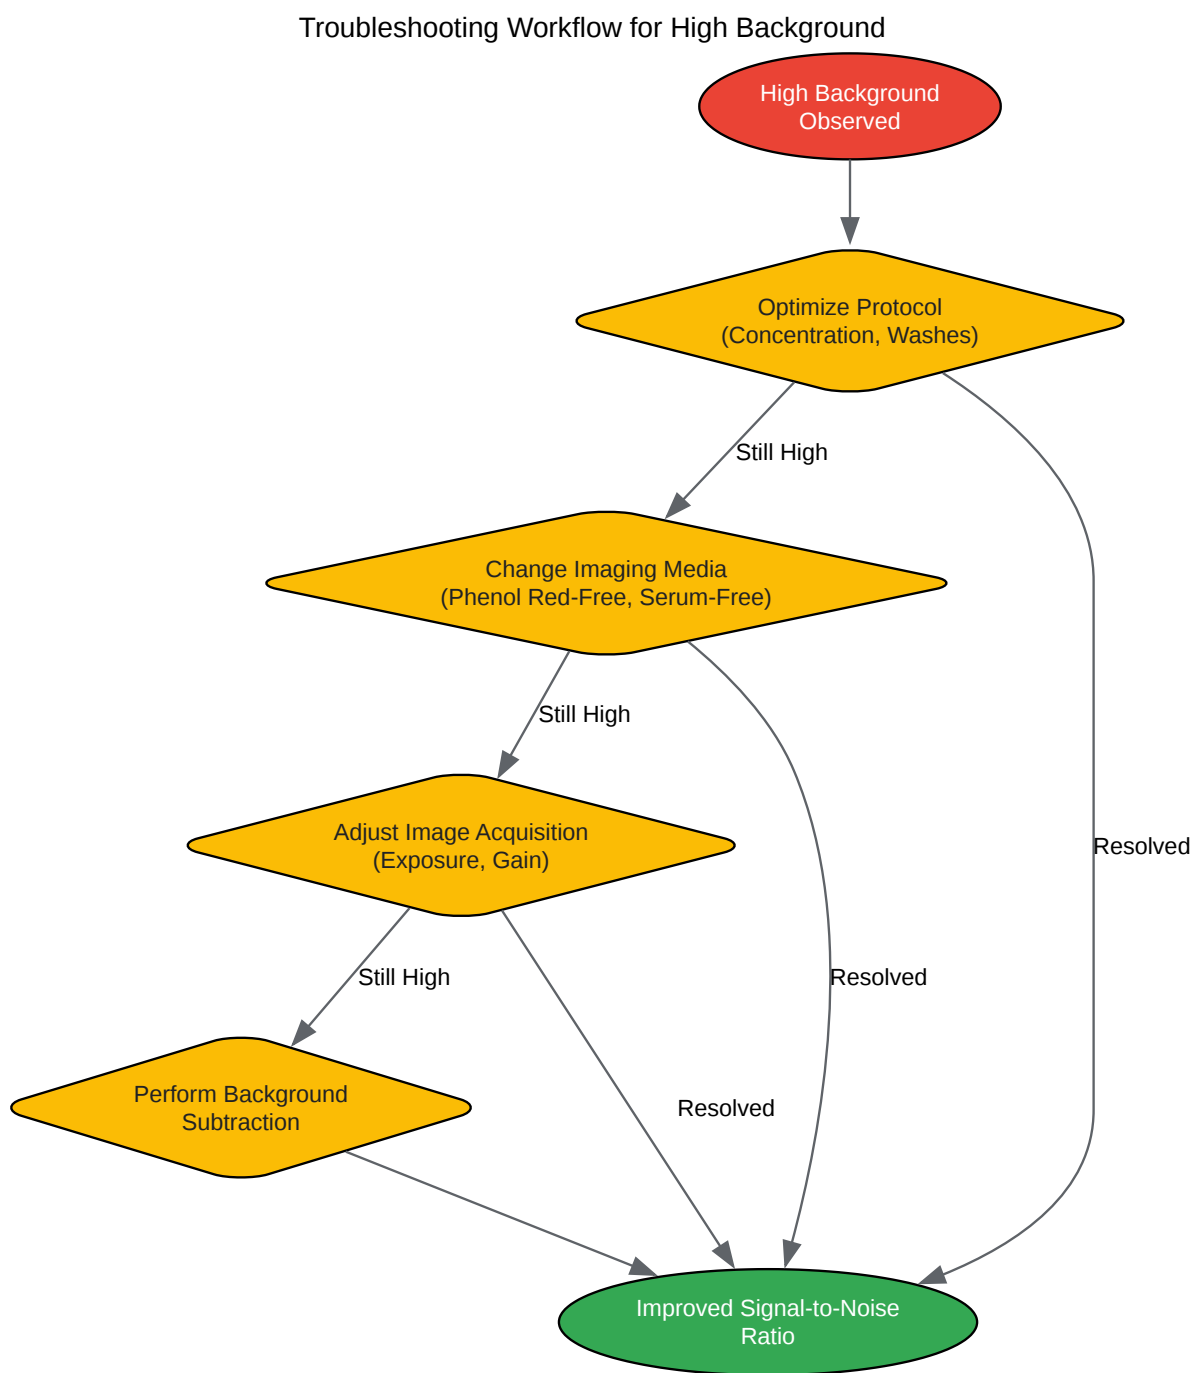 Troubleshooting Workflow for High Background
High Background
Observed
Optimize Protocol
(Concentration, Washes)
Still High
Change Imaging Media
(Phenol Red-Free, Serum-Free)
Still High
Adjust Image Acquisition
(Exposure, Gain)
Resolved
Still High
Resolved
Perform Background
Subtraction
Resolved
Improved Signal-to-Noise
Ratio